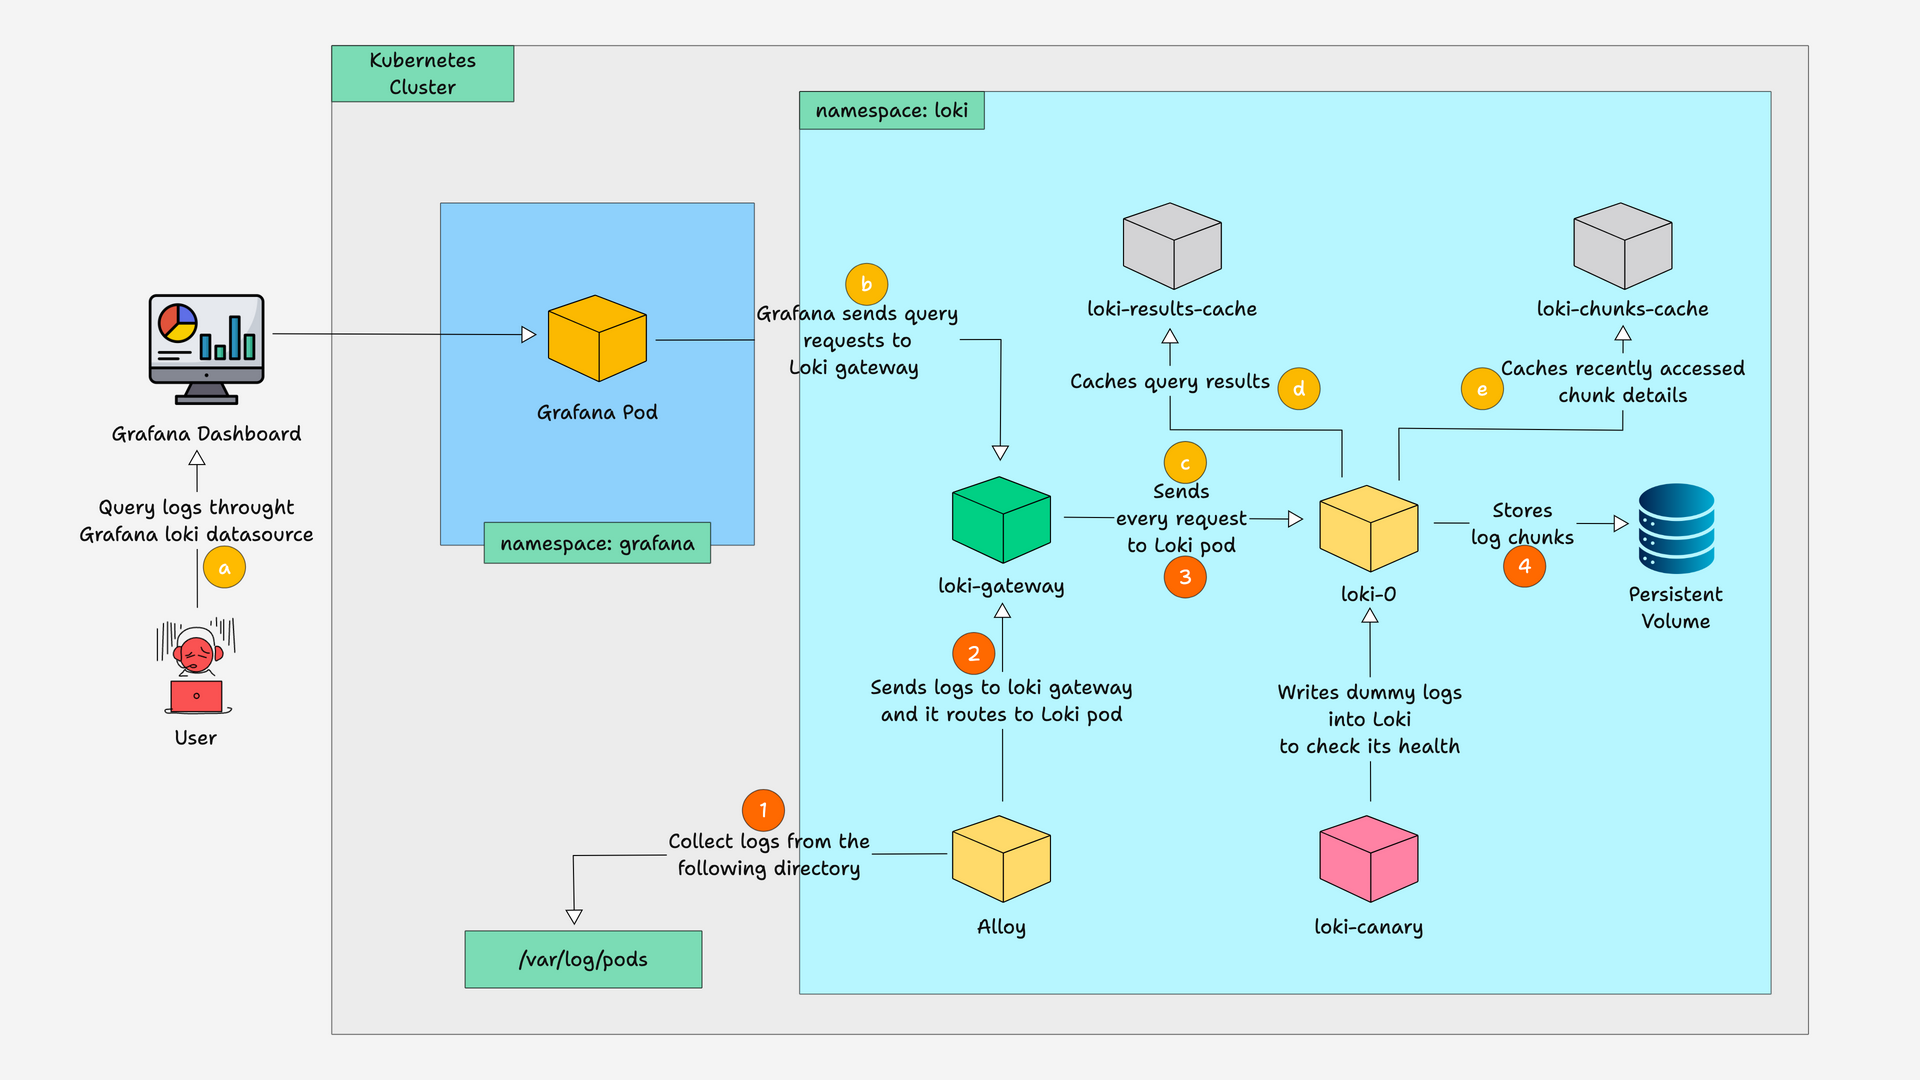 Kubernetes
Cluster
namespace: loki
b
Grafana sends query
requests to
Loki gateway
loki-results-cache
loki-chunks-cache
Caches query results
d
e
Caches recently accessed
chunk details
Grafana Pod
Grafana Dashboard
Query logs throught
Grafana loki datasource
a
User
namespace: grafana
c
Sends
every request
to Loki pod
3
loki-gateway
loki-0
Stores
log chunks
4
Persistent
Volume
2
Sends logs to loki gateway
and it routes to Loki pod
Writes dummy logs
into Loki
to check its health
1
Collect logs from the
following directory
Alloy
loki-canary
/var/log/pods